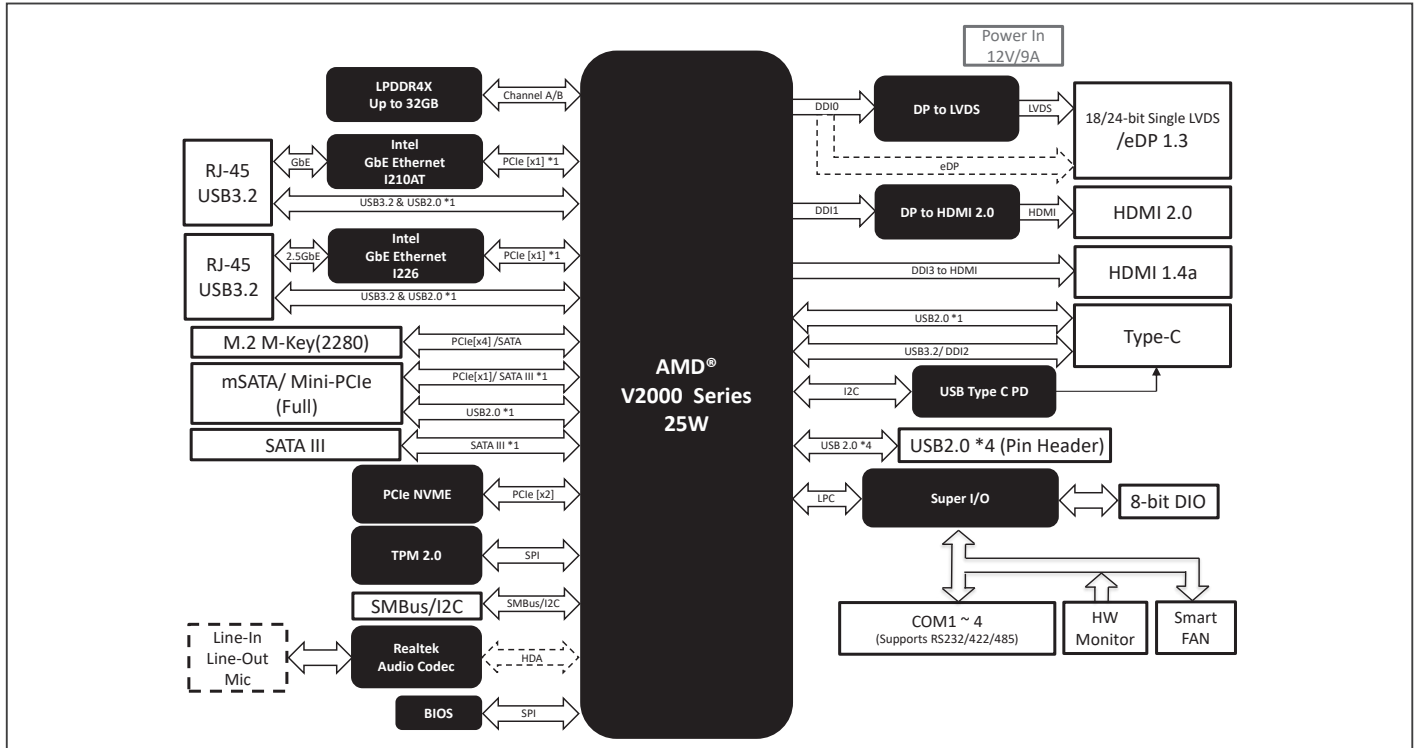 Power In
12V/9A
LPDDR4X
Up to 32GB
Channel A/B
RJ-45
USB3.2
GbE
Intel
GbE Ethernet
I210AT
PCIe [x1] *1
USB3.2 & USB2.0 *1
RJ-45
USB3.2
2.5GbE
Intel
GbE Ethernet
I226
PCIe [x1] *1
USB3.2 & USB2.0 *1
M.2 M-Key(2280)
PCIe[x4] /SATA
mSATA/ Mini-PCIe
(Full)
PCIe[x1]/ SATA III *1
USB2.0 *1
SATA III
SATA III *1
PCIe NVME
PCIe [x2]
TPM 2.0
SPI
SMBus/I2C
SMBus/I2C
Line-In
Line-Out
Mic
Realtek
Audio Codec
HDA
BIOS
SPI
AMD®
V2000 Series
25W
DDI0
DP to LVDS
LVDS
18/24-bit Single LVDS
/eDP 1.3
eDP
DDI1
DP to HDMI 2.0
HDMI
HDMI 2.0
DDI3 to HDMI
HDMI 1.4a
USB2.0 *1
USB3.2/ DDI2
Type-C
I2C
USB Type C PD
USB 2.0 *4
USB2.0 *4 (Pin Header)
LPC
Super I/O
8-bit DIO
COM1 ~ 4
(Supports RS232/422/485)
HW
Monitor
Smart
FAN